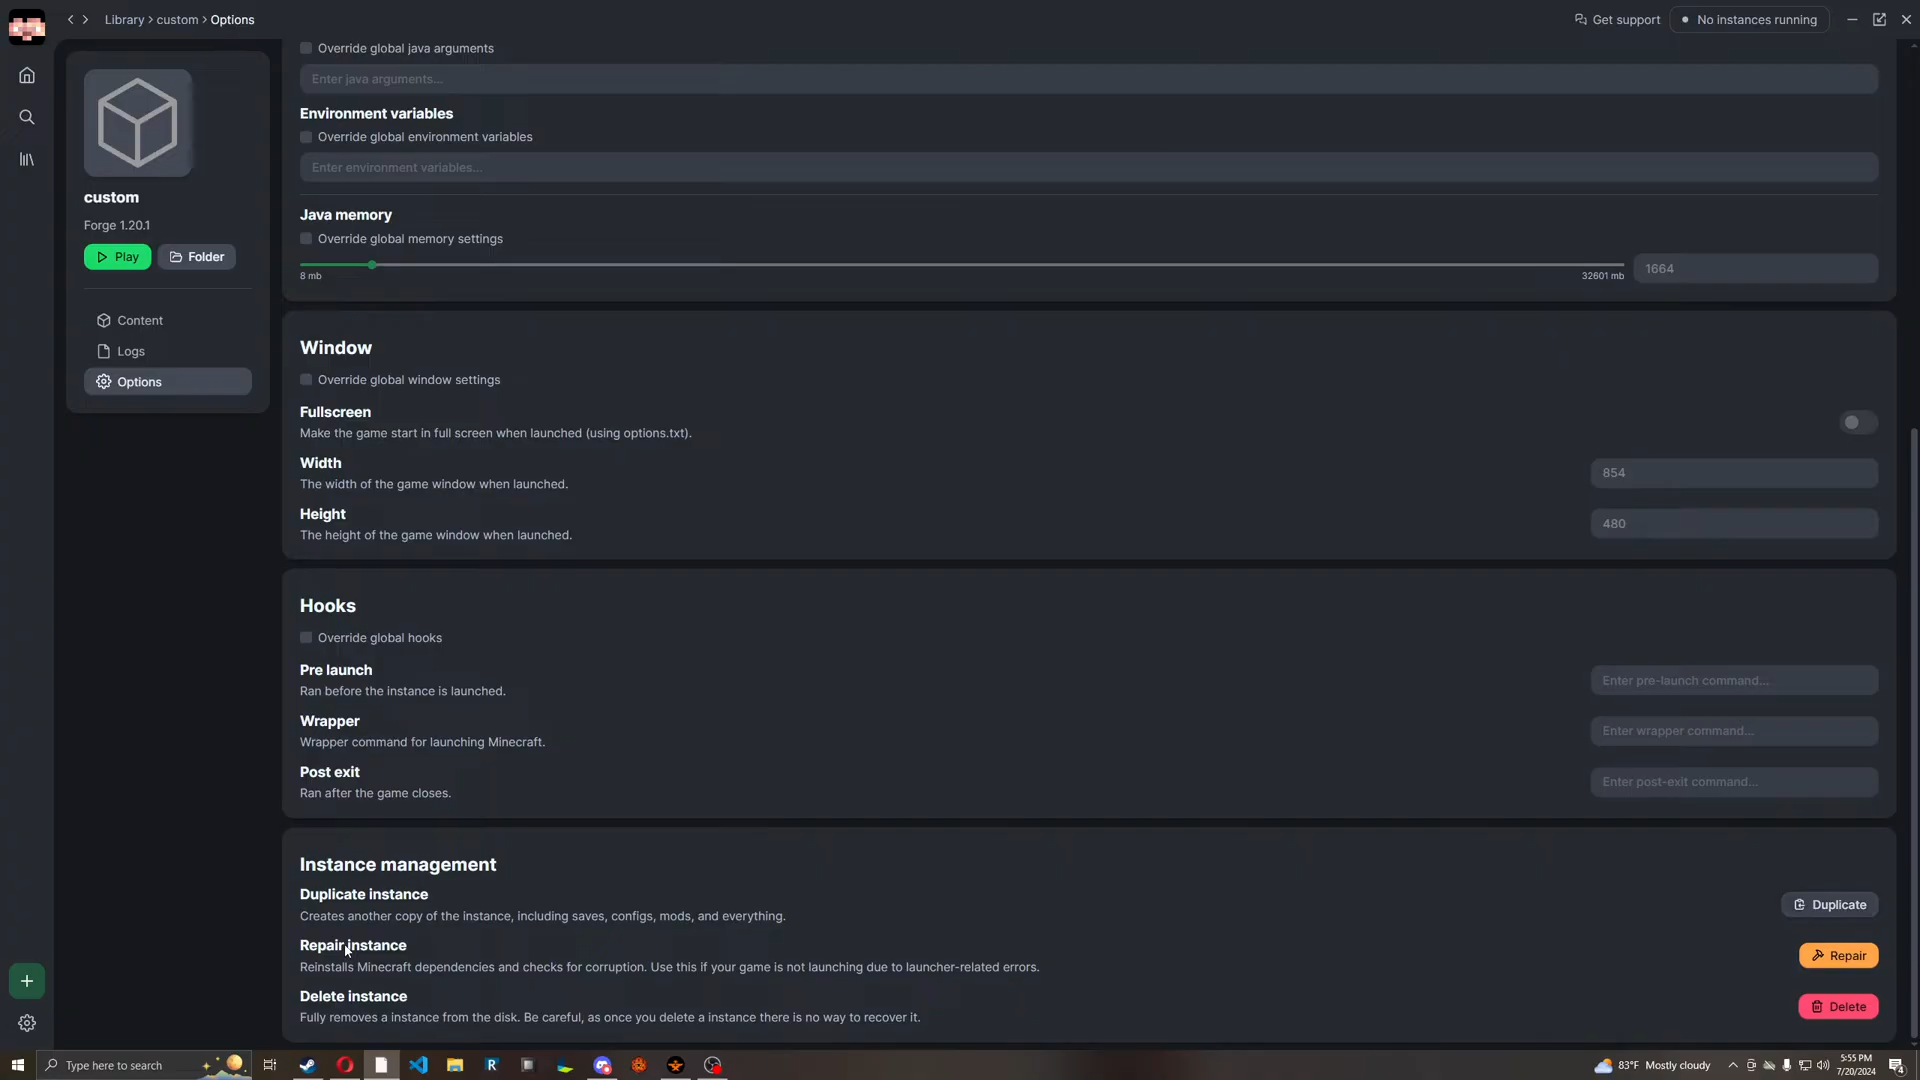 Library > custom > Options
Get support
No instances running
Override global java arguments
Enter java arguments...
Environment variables
Override global environment variables
Enter environment variables...
custom
Forge 1.20.1
Play
Folder
Content
Logs
Options
Java memory
Override global memory settings
8 mb
32601 mb
1664
Window
Override global window settings
Fullscreen
Make the game start in full screen when launched (using options.txt).
Width
The width of the game window when launched.
854
Height
The height of the game window when launched.
480
Hooks
Override global hooks
Pre launch
Ran before the instance is launched.
Enter pre-launch command...
Wrapper
Wrapper command for launching Minecraft.
Enter wrapper command...
Post exit
Ran after the game closes.
Enter post-exit command...
Instance management
Duplicate instance
Creates another copy of the instance, including saves, configs, mods, and everything.
Duplicate
Repair instance
Reinstalls Minecraft dependencies and checks for corruption. Use this if your game is not launching due to launcher-related errors.
Repair
Delete instance
Fully removes a instance from the disk. Be careful, as once you delete a instance there is no way to recover it.
Delete
Type here to search
R
83°F Mostly cloudy
5:55 PM
7/20/2024
4